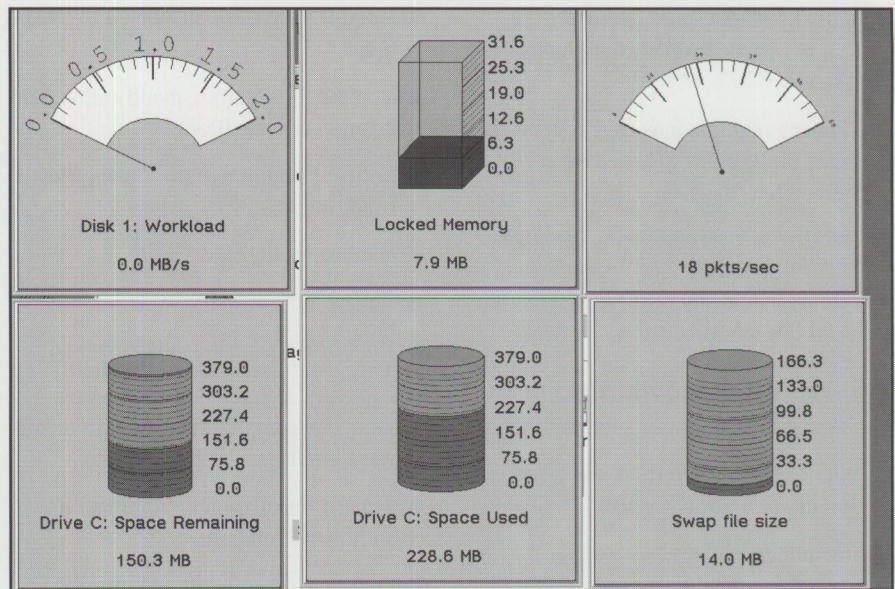 0.0 0.5 1.0 1.5 2.0
Disk 1: Workload
0.0 MB/s
31.6
25.3
19.0
12.6
6.3
0.0
Locked Memory
7.9 MB
18 pkts/sec
379.0
303.2
227.4
151.6
75.8
0.0
Drive C: Space Remaining
150.3 MB
379.0
303.2
227.4
151.6
75.8
0.0
Drive C: Space Used
228.6 MB
166.3
133.0
99.8
66.5
33.3
0.0
Swap file size
14.0 MB